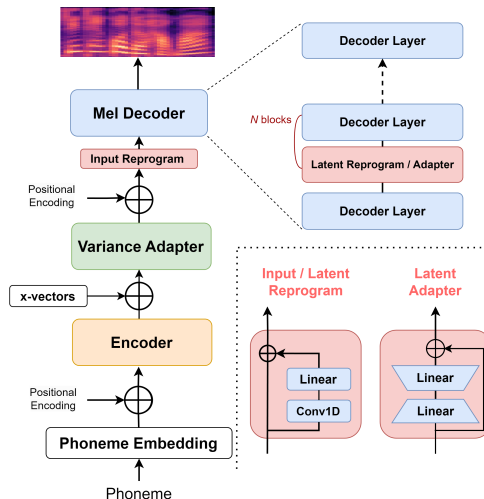 Mel Decoder
Input Reprogram
Positional
Encoding
Variance Adapter
x-vectors
Encoder
Positional
Encoding
Phoneme Embedding
Phoneme
Decoder Layer
N blocks
Decoder Layer
Latent Reprogram / Adapter
Decoder Layer
Input / Latent
Reprogram
Linear
Conv1D
Latent
Adapter
Linear
Linear